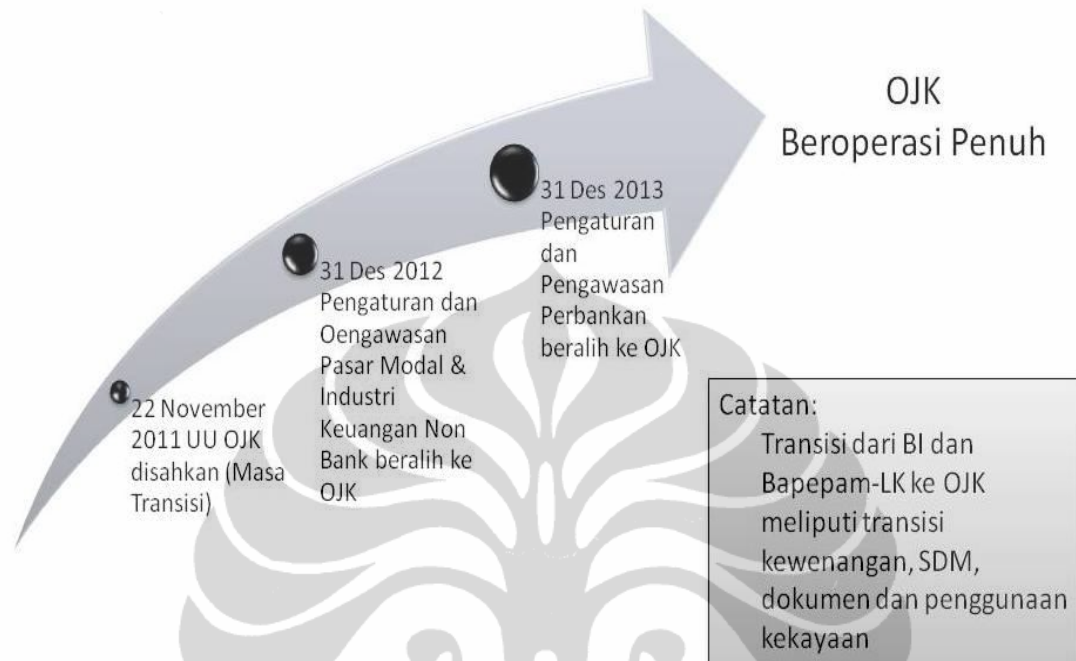 OJK
Beroperasi Penuh
31 Des 2013
Pengaturan
dan
Pengawasan
Perbankan
beralih ke OJK
31 Des 2012
Pengaturan dan
Oengawasan
Pasar Modal &
Industri
Keuangan Non
Bank beralih ke
OJK
22 November
2011 UU OJK
disahkan (Masa
Transisi)
Catatan:
Transisi dari BI dan
Bapepam-LK ke OJK
meliputi transisi
kewenangan, SDM,
dokumen dan penggunaan
kekayaan